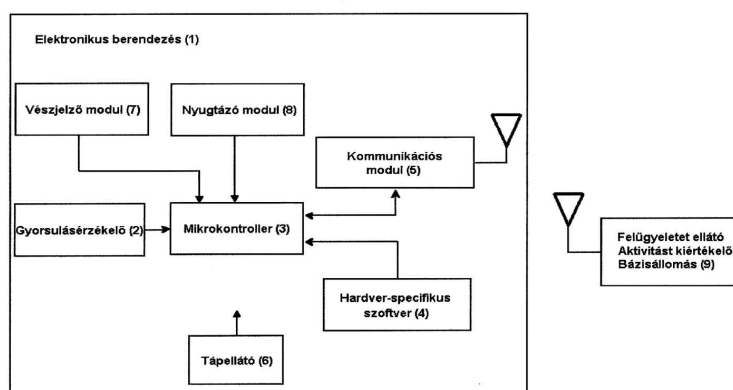 Elektronikus berendezés (1)
Vészjelző modul (7)
Nyugtázó modul (8)
Kommunikációs
modul (5)
Gyorsulásérzékelő (2)
Mikrokontroller (3)
Hardver-specifikus
szoftver (4)
Tápellátó (6)
Felügyeletet ellátó
Aktivitást kiértékelő
Bázisállomás (9)